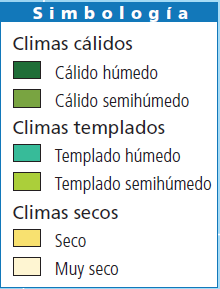 Simbología
Climas cálidos
Cálido húmedo
Cálido semihúmedo
Climas templados
Templado húmedo
Templado semihúmedo
Climas secos
Seco
Muy seco